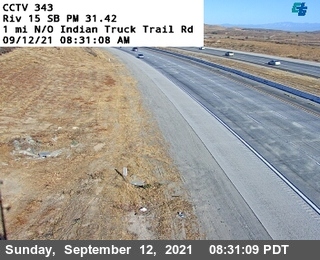 CCTV 343
Riv 15 SB PM 31.42
1 mi N/O Indian Truck Trail Rd
09/12/21 08:31:08 AM
Sunday, September 12, 2021 08:31:09 PDT